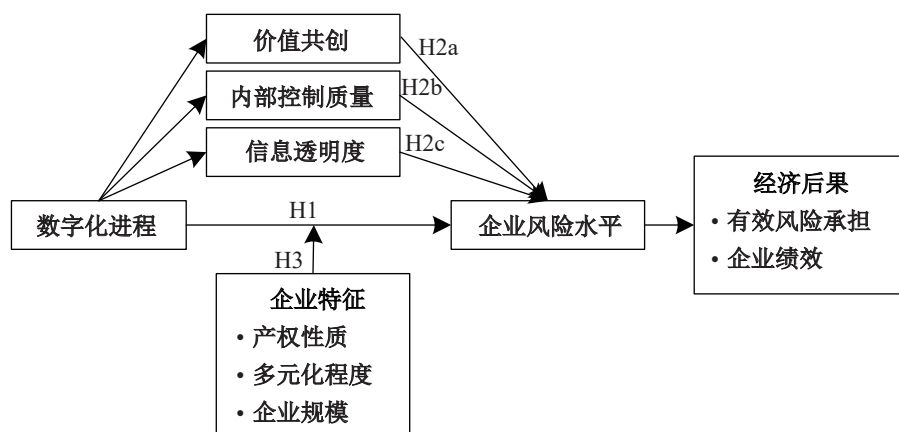 价值共创
H2a
内部控制质量
H2b
信息透明度
H2c
数字化进程
H1
企业风险水平
经济后果
• 有效风险承担
• 企业绩效
H3
企业特征
• 产权性质
• 多元化程度
• 企业规模